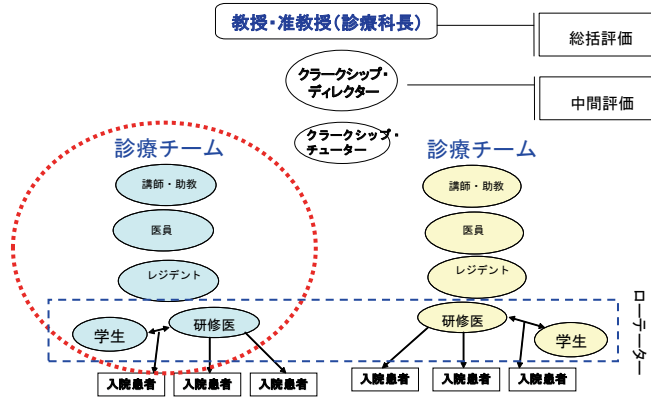 教授・准教授(診療科長)
総括評価
クラークシップ・
ディレクター
中間評価
クラークシップ・
チューター
診療チーム
診療チーム
講師・助教
講師・助教
医員
医員
レジデント
レジデント
ローテーター
学生
研修医
研修医
学生
入院患者
入院患者
入院患者
入院患者
入院患者
入院患者